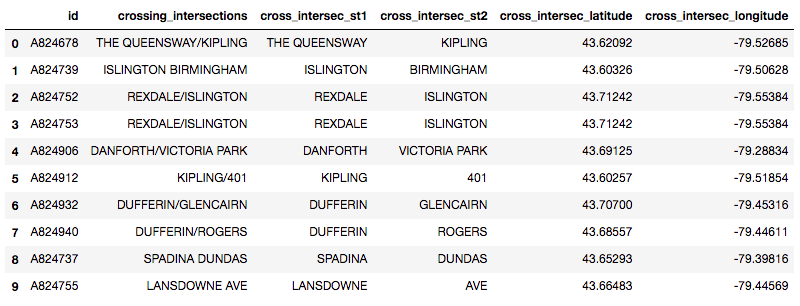 id crossing_intersections cross_intersec_st1 cross_intersec_st2 cross_intersec_latitude cross_intersec_longitude
0 A824678 THE QUEENSWAY/KIPLING THE QUEENSWAY KIPLING 43.62092 -79.52685
1 A824739 ISLINGTON BIRMINGHAM ISLINGTON BIRMINGHAM 43.60326 -79.50628
2 A824752 REXDALE/ISLINGTON REXDALE ISLINGTON 43.71242 -79.55384
3 A824753 REXDALE/ISLINGTON REXDALE ISLINGTON 43.71242 -79.55384
4 A824906 DANFORTH/VICTORIA PARK DANFORTH VICTORIA PARK 43.69125 -79.28834
5 A824912 KIPLING/401 KIPLING 401 43.60257 -79.51854
6 A824932 DUFFERIN/GLENCAIRN DUFFERIN GLENCAIRN 43.70700 -79.45316
7 A824940 DUFFERIN/ROGERS DUFFERIN ROGERS 43.68557 -79.44611
8 A824737 SPADINA DUNDAS SPADINA DUNDAS 43.65293 -79.39816
9 A824755 LANSDOWNE AVE LANSDOWNE AVE 43.66483 -79.44569